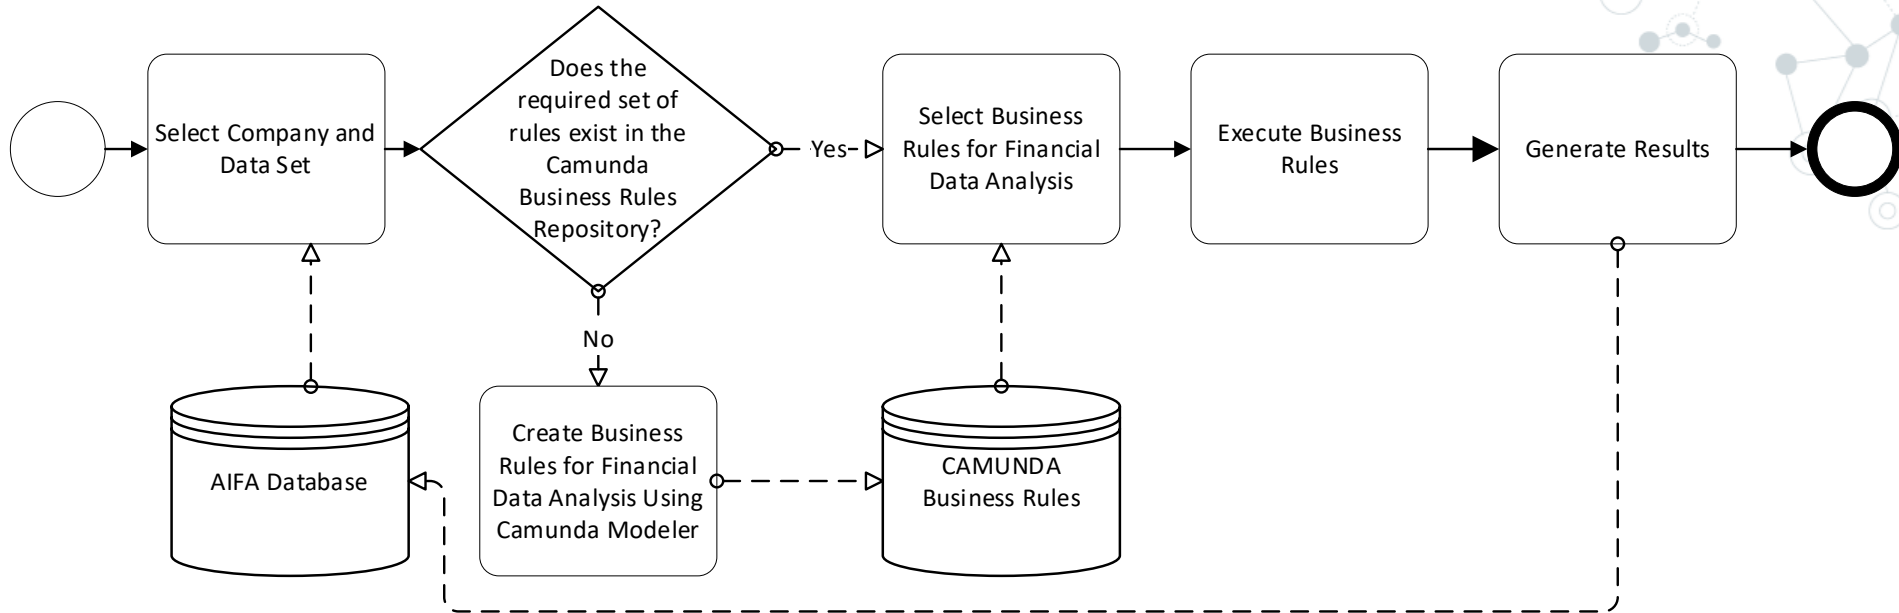 Select Company and
Data Set
Does the
required set of
rules exist in the
Camunda
Business Rules
Repository?
Yes
Select Business
Rules for Financial
Data Analysis
Execute Business
Rules
Generate Results
No
AIFA Database
Create Business
Rules for Financial
Data Analysis Using
Camunda Modeler
CAMUNDA
Business Rules